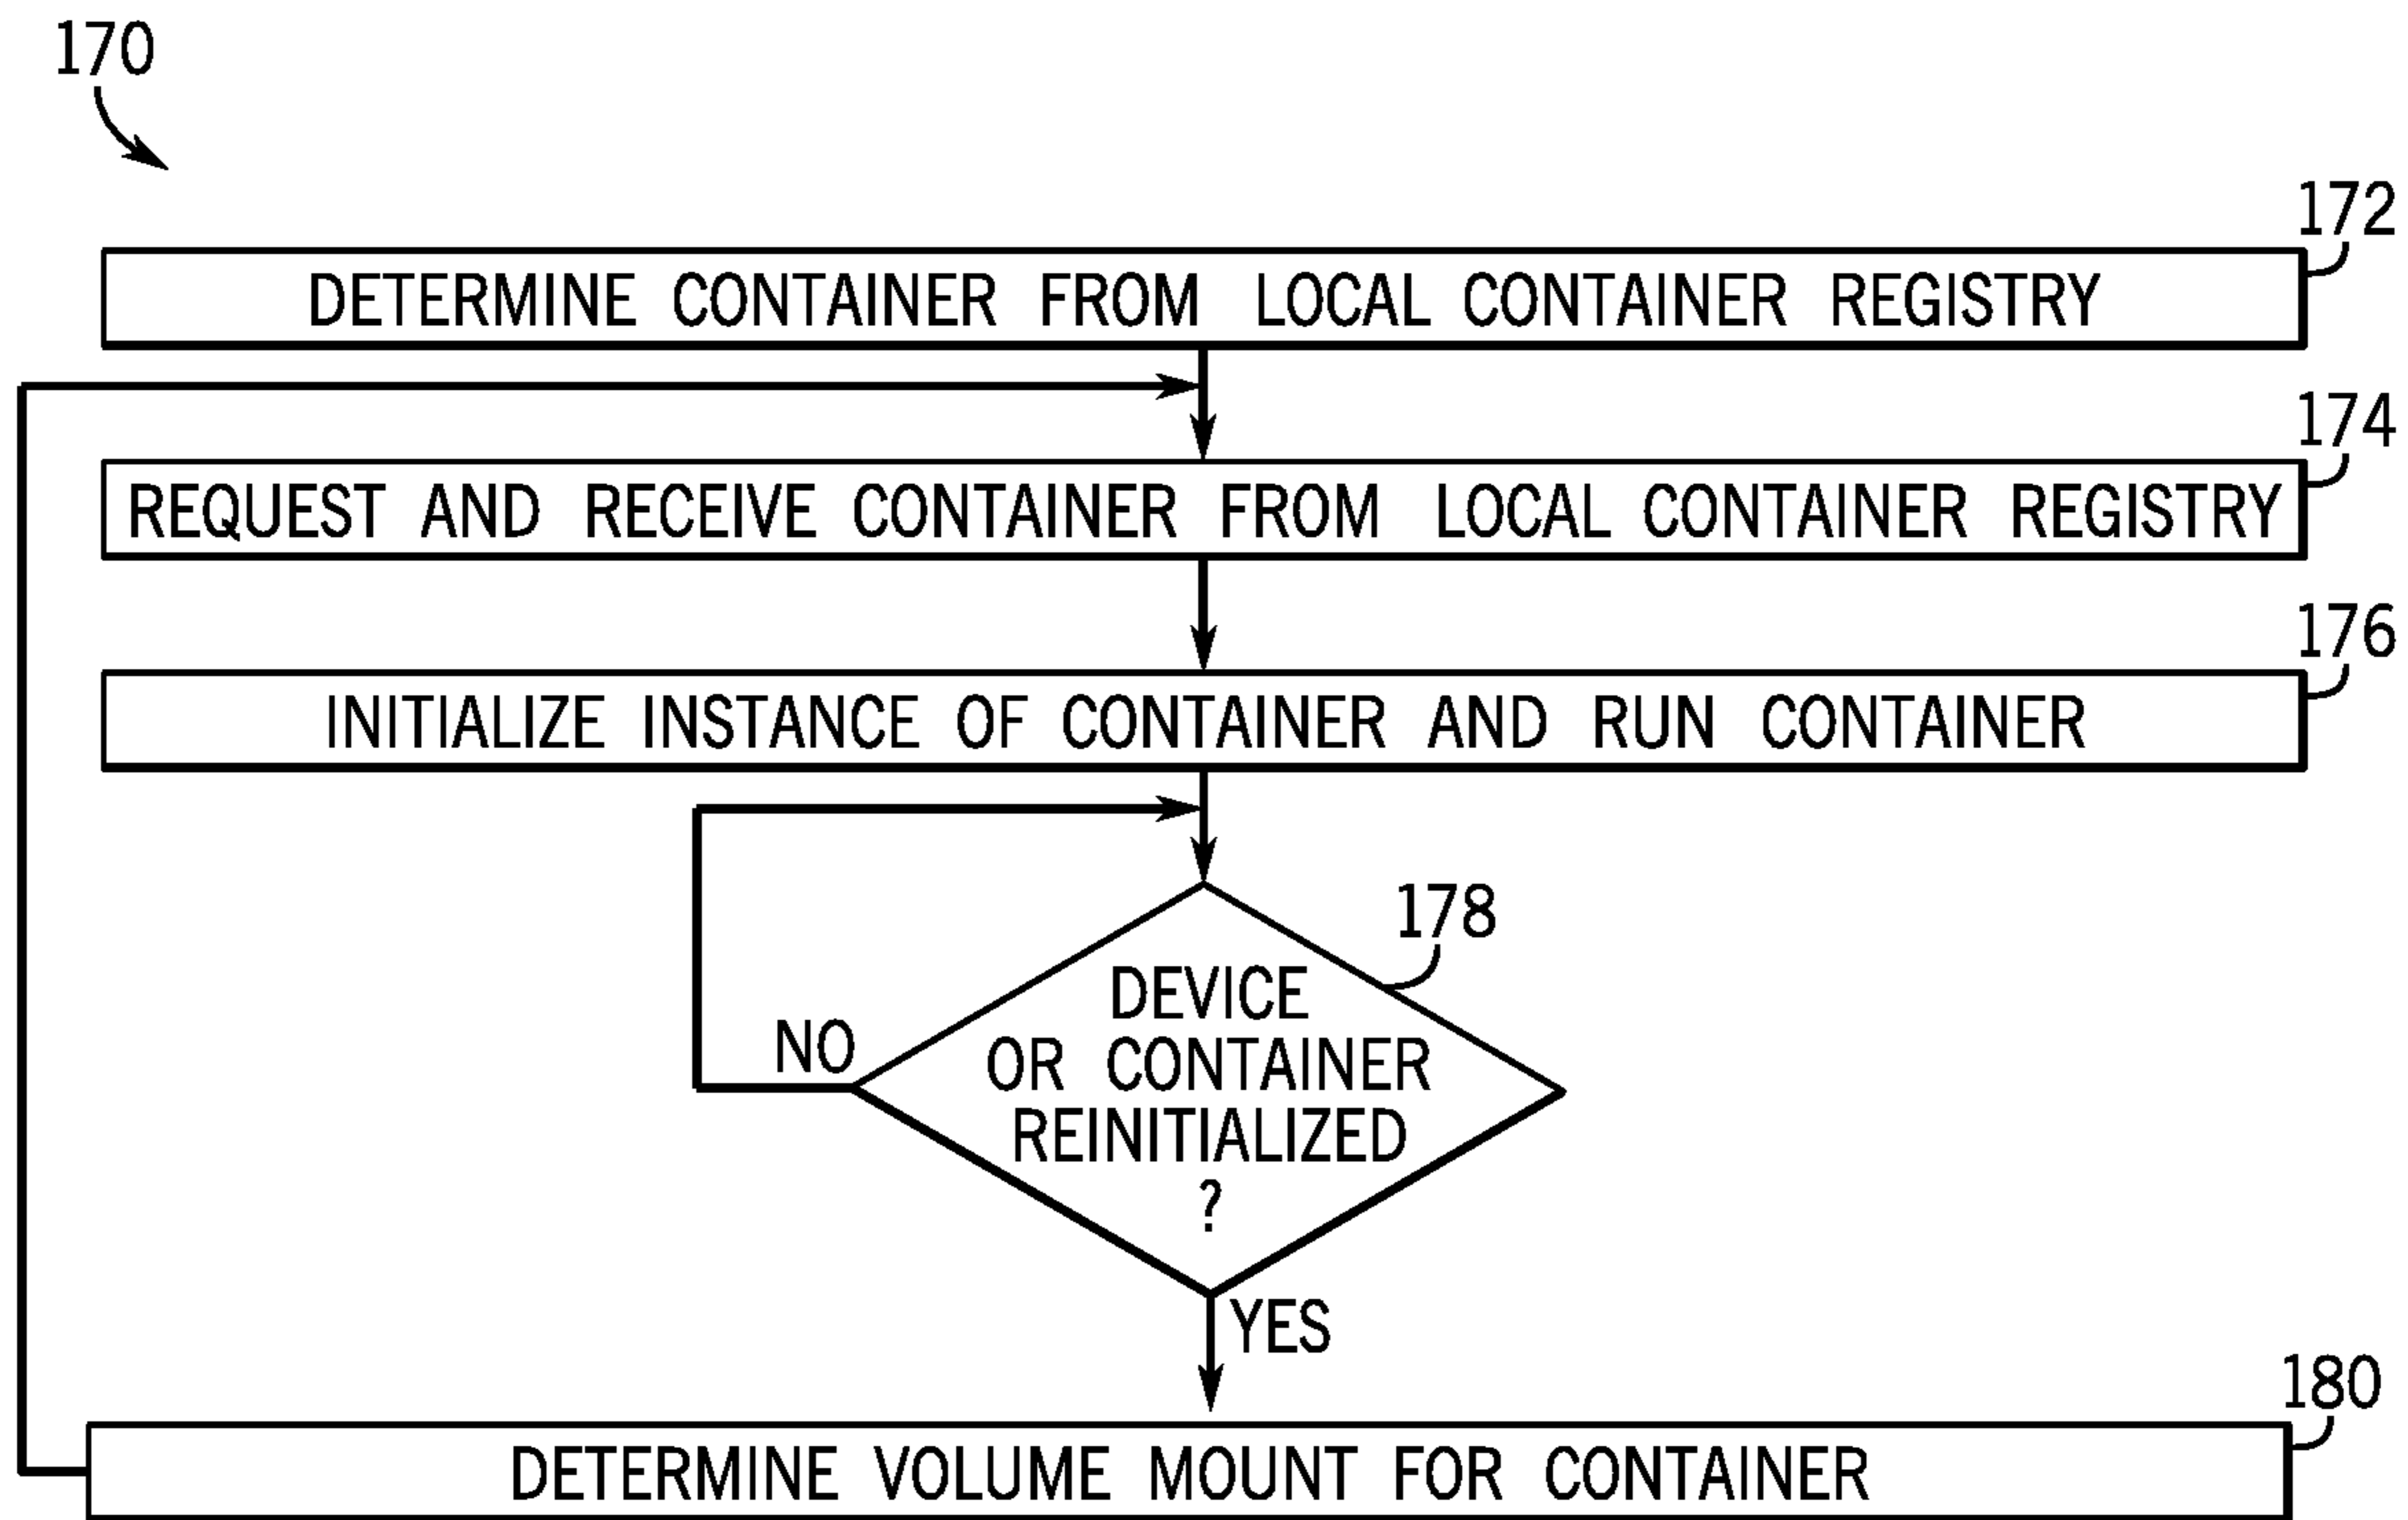 170
172
DETERMINE CONTAINER FROM LOCAL CONTAINER REGISTRY
174
REQUEST AND RECEIVE CONTAINER FROM LOCAL CONTAINER REGISTRY
176
INITIALIZE INSTANCE OF CONTAINER AND RUN CONTAINER
178
DEVICE
OR CONTAINER
REINITIALIZED
?
NO
YES
180
DETERMINE VOLUME MOUNT FOR CONTAINER